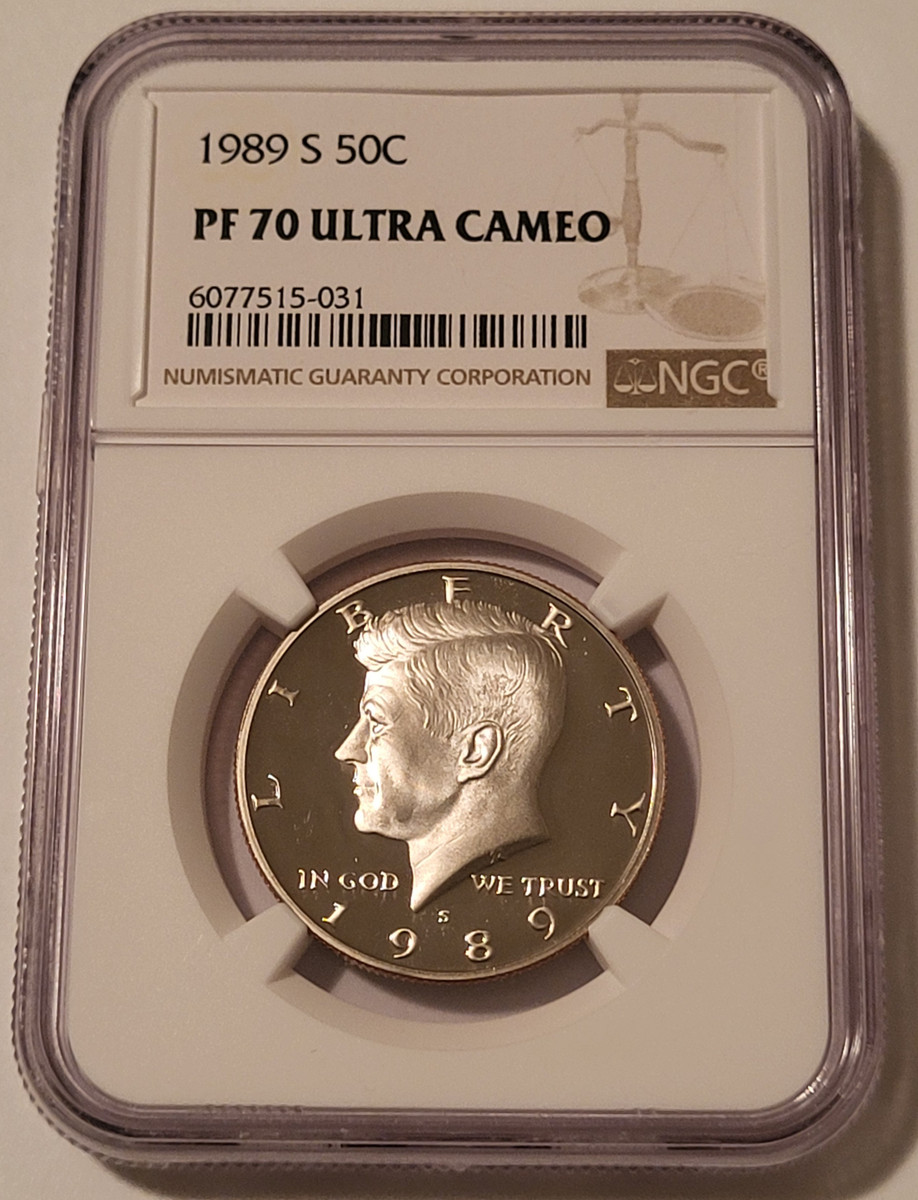 1989 S 50C
PF 70 ULTRA CAMEO
6077515-031
NUMISMATIC GUARANTY CORPORATION
NGC®
LIBERTY
IN GOD WE TRUST
S
1989